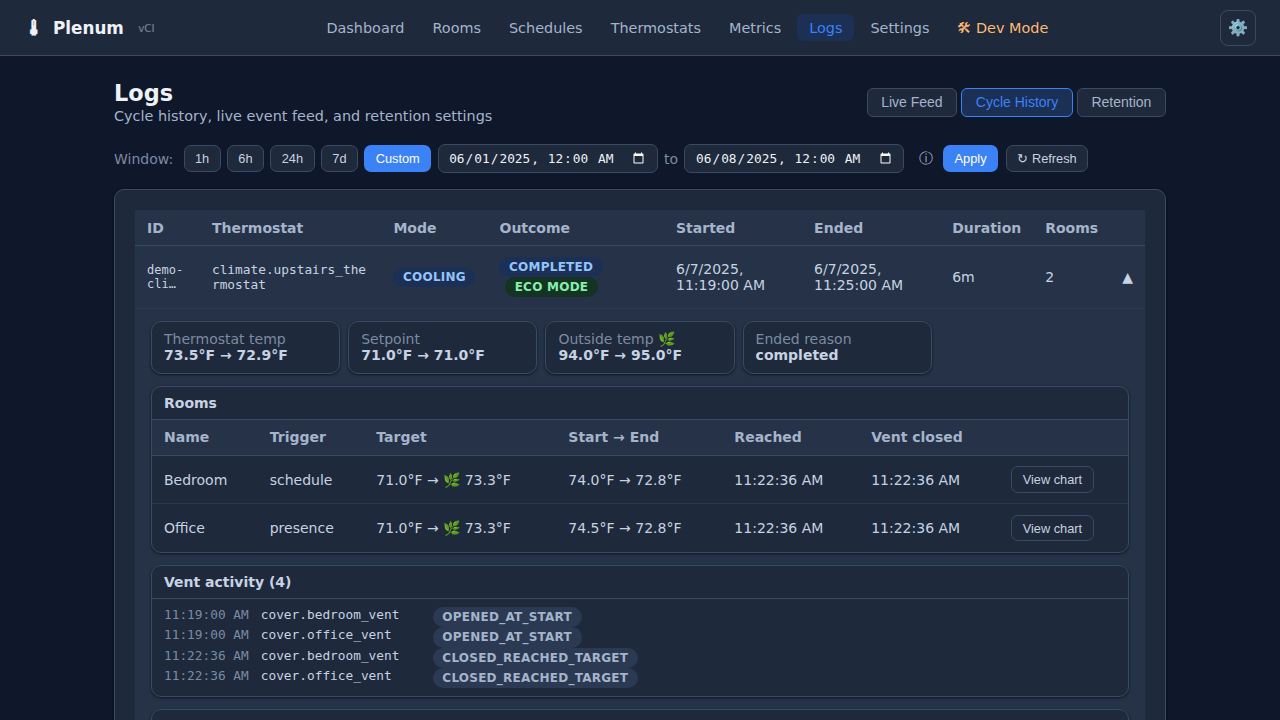 Plenum vCI Dashboard Rooms Schedules Thermostats Metrics Logs Settings 🛠 Dev Mode
Logs
Cycle history, live event feed, and retention settings
Live Feed Cycle History Retention
Window: 1h 6h 24h 7d Custom 06/01/2025, 12:00 AM to 06/08/2025, 12:00 AM ⓘ Apply ↻ Refresh
ID Thermostat Mode Outcome Started Ended Duration Rooms
demo-cli… climate.upstairs_thermostat COOLING COMPLETED ECO MODE 6/7/2025, 11:19:00 AM 6/7/2025, 11:25:00 AM 6m 2 ▲
Thermostat temp
73.5°F → 72.9°F
Setpoint
71.0°F → 71.0°F
Outside temp 🌿
94.0°F → 95.0°F
Ended reason
completed
Rooms
Name Trigger Target Start → End Reached Vent closed
Bedroom schedule 71.0°F → 🌿 73.3°F 74.0°F → 72.8°F 11:22:36 AM 11:22:36 AM View chart
Office presence 71.0°F → 🌿 73.3°F 74.5°F → 72.8°F 11:22:36 AM 11:22:36 AM View chart
Vent activity (4)
11:19:00 AM cover.bedroom_vent OPENED_AT_START
11:19:00 AM cover.office_vent OPENED_AT_START
11:22:36 AM cover.bedroom_vent CLOSED_REACHED_TARGET
11:22:36 AM cover.office_vent CLOSED_REACHED_TARGET